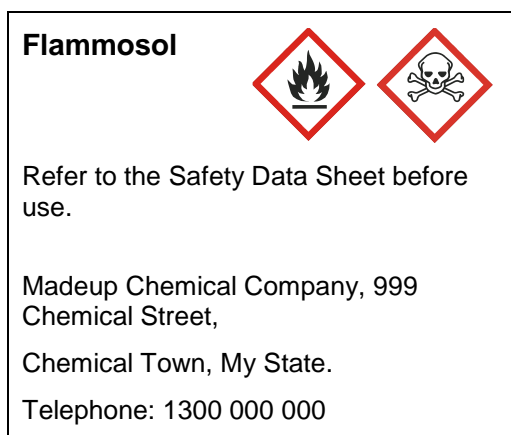 Flammosol
Refer to the Safety Data Sheet before
use.
Madeup Chemical Company, 999
Chemical Street,
Chemical Town, My State.
Telephone: 1300 000 000